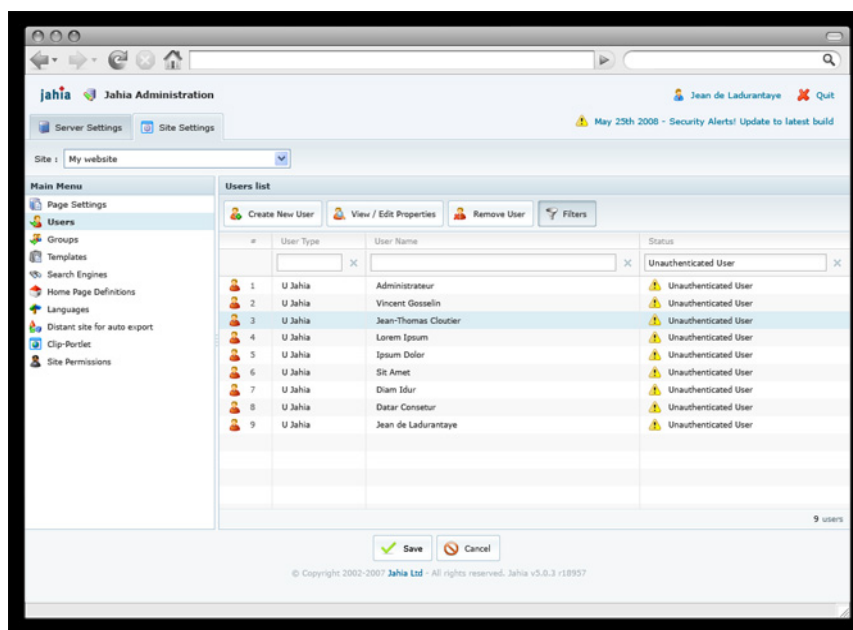 jahia Jahia Administration Jean de Ladurantaye Quit
Server Settings Site Settings May 25th 2008 - Security Alerts! Update to latest build
Site : My website
Main Menu Users list
Page Settings
Users
Groups
Templates
Search Engines
Home Page Definitions
Languages
Distant site for auto export
Clip-Portlet
Site Permissions
Create New User View / Edit Properties Remove User Filters
# User Type User Name Status
Unauthenticated User
1 U Jahia Administrateur Unauthenticated User
2 U Jahia Vincent Gosselin Unauthenticated User
3 U Jahia Jean-Thomas Cloutier Unauthenticated User
4 U Jahia Lorem Ipsum Unauthenticated User
5 U Jahia Ipsum Dolor Unauthenticated User
6 U Jahia Sit Amet Unauthenticated User
7 U Jahia Diam Idur Unauthenticated User
8 U Jahia Datar Consetur Unauthenticated User
9 U Jahia Jean de Ladurantaye Unauthenticated User
9 users
Save Cancel
© Copyright 2002-2007 Jahia Ltd - All rights reserved. Jahia v5.0.3 r18957